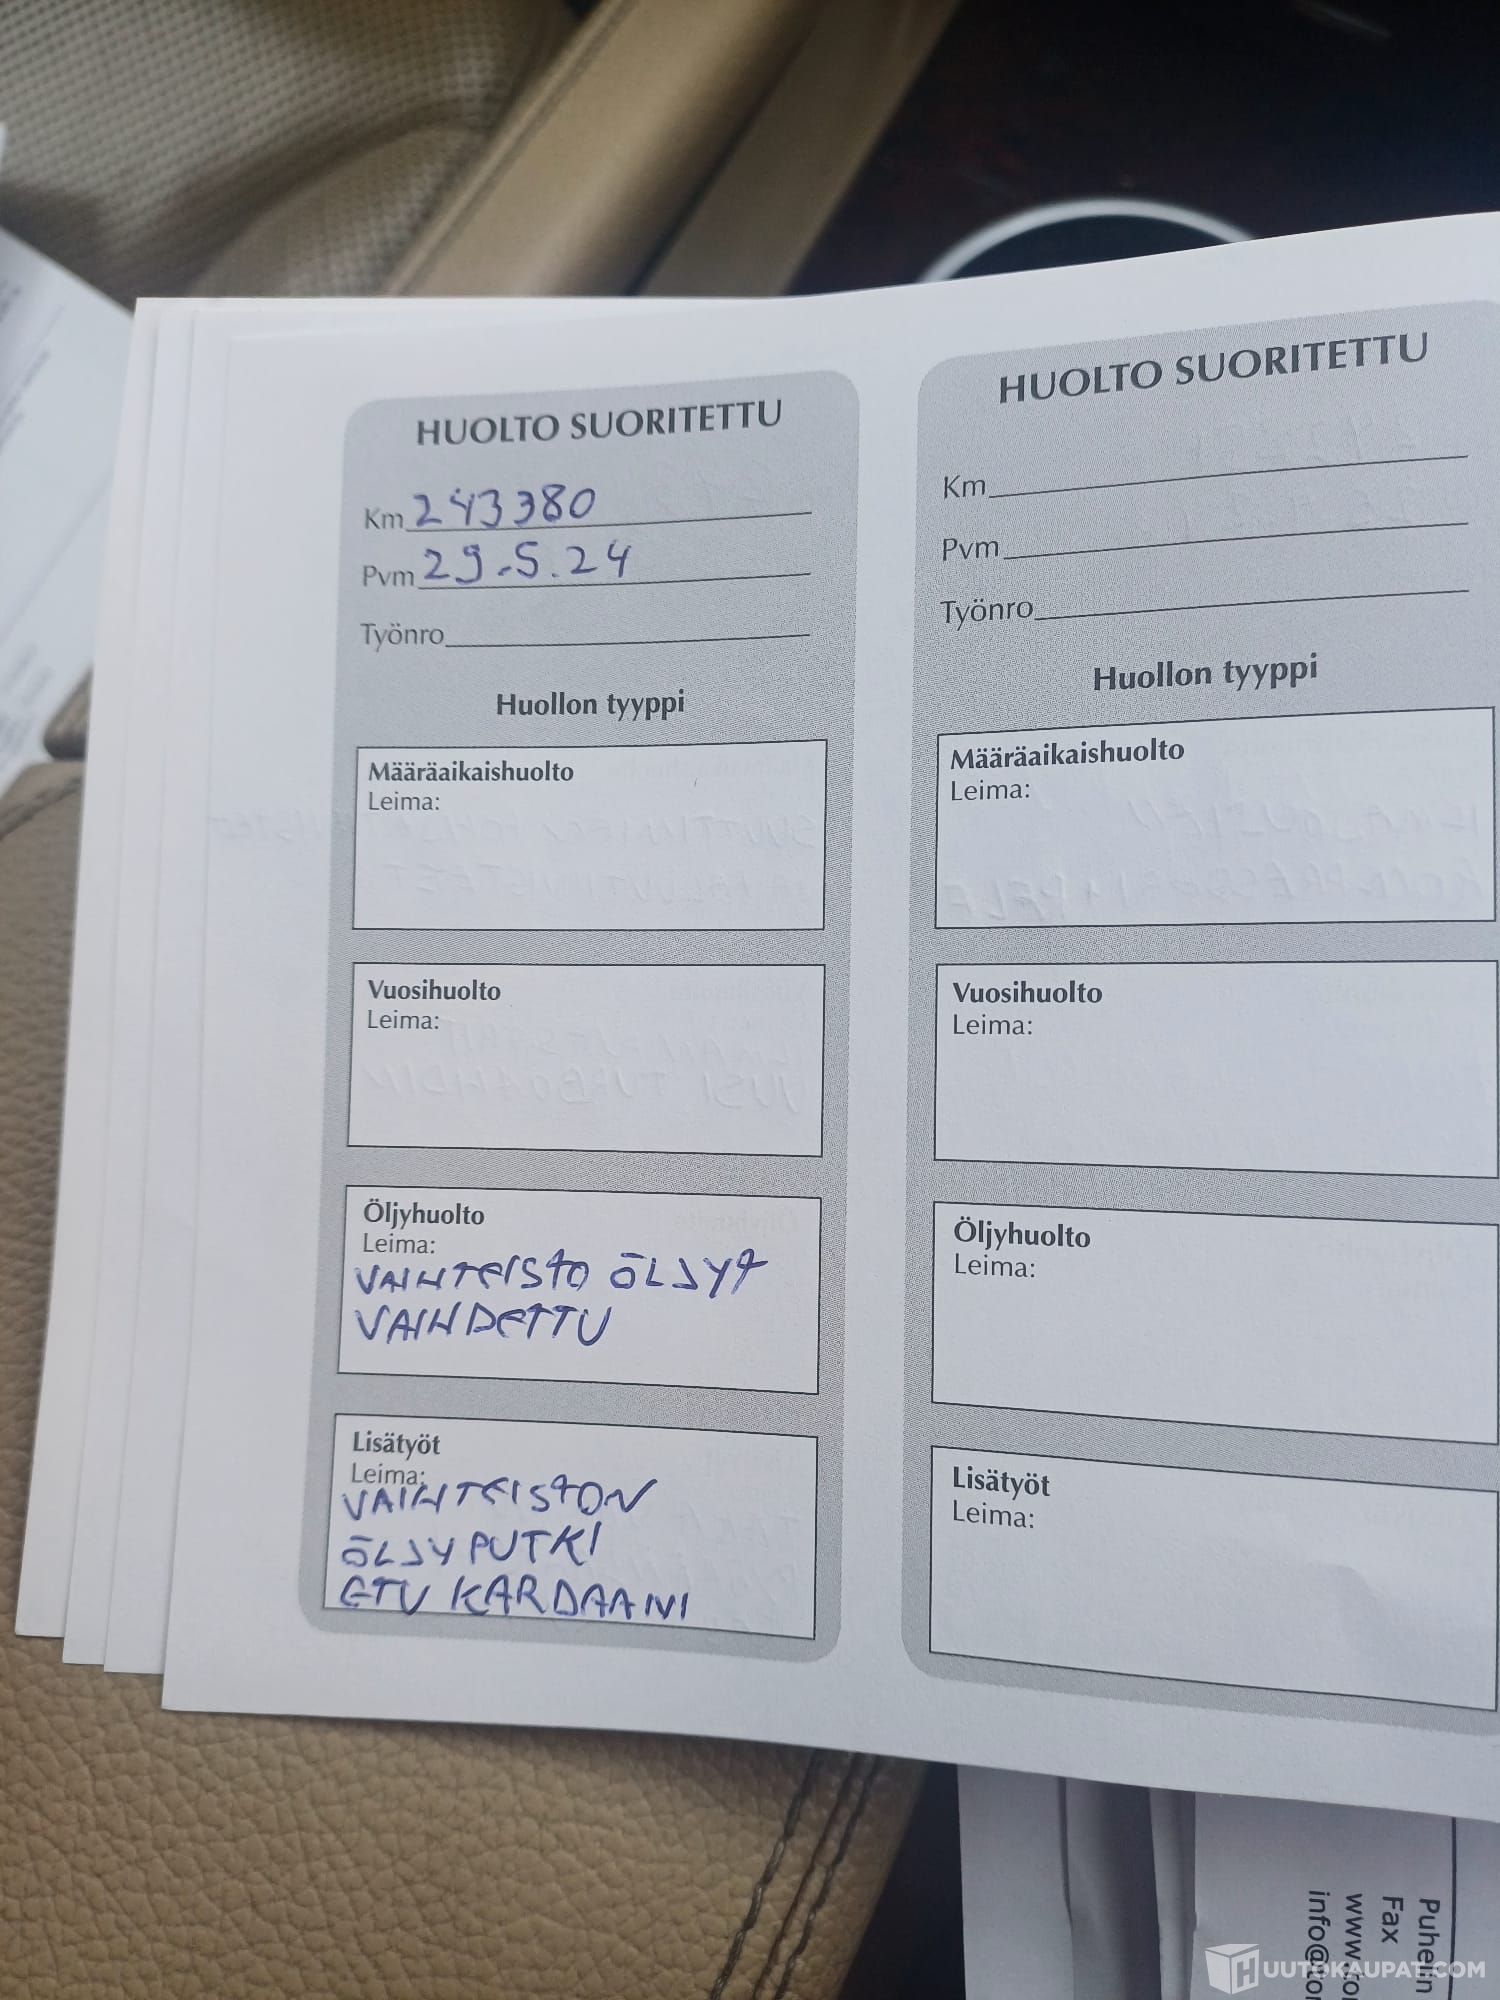 HUOLTO SUORITETTU
Km 243380
Pvm 29.5.24
Työnro
Huollon tyyppi
Määräaikaishuolto
Leima:
Vuosihuolto
Leima:
Öljyhuolto
Leima:
VAIHTEISTO ÖLJYT
VAIHDETTU
Lisätyöt
Leima:
VAIHTEISTON
ÖLJYPUTKI
ETU KARDAANI
HUOLTO SUORITETTU
Km
Pvm
Työnro
Huollon tyyppi
Määräaikaishuolto
Leima:
Vuosihuolto
Leima:
Öljyhuolto
Leima:
Lisätyöt
Leima:
Puhelin
Fax
HUUTOKAUPAT.COM